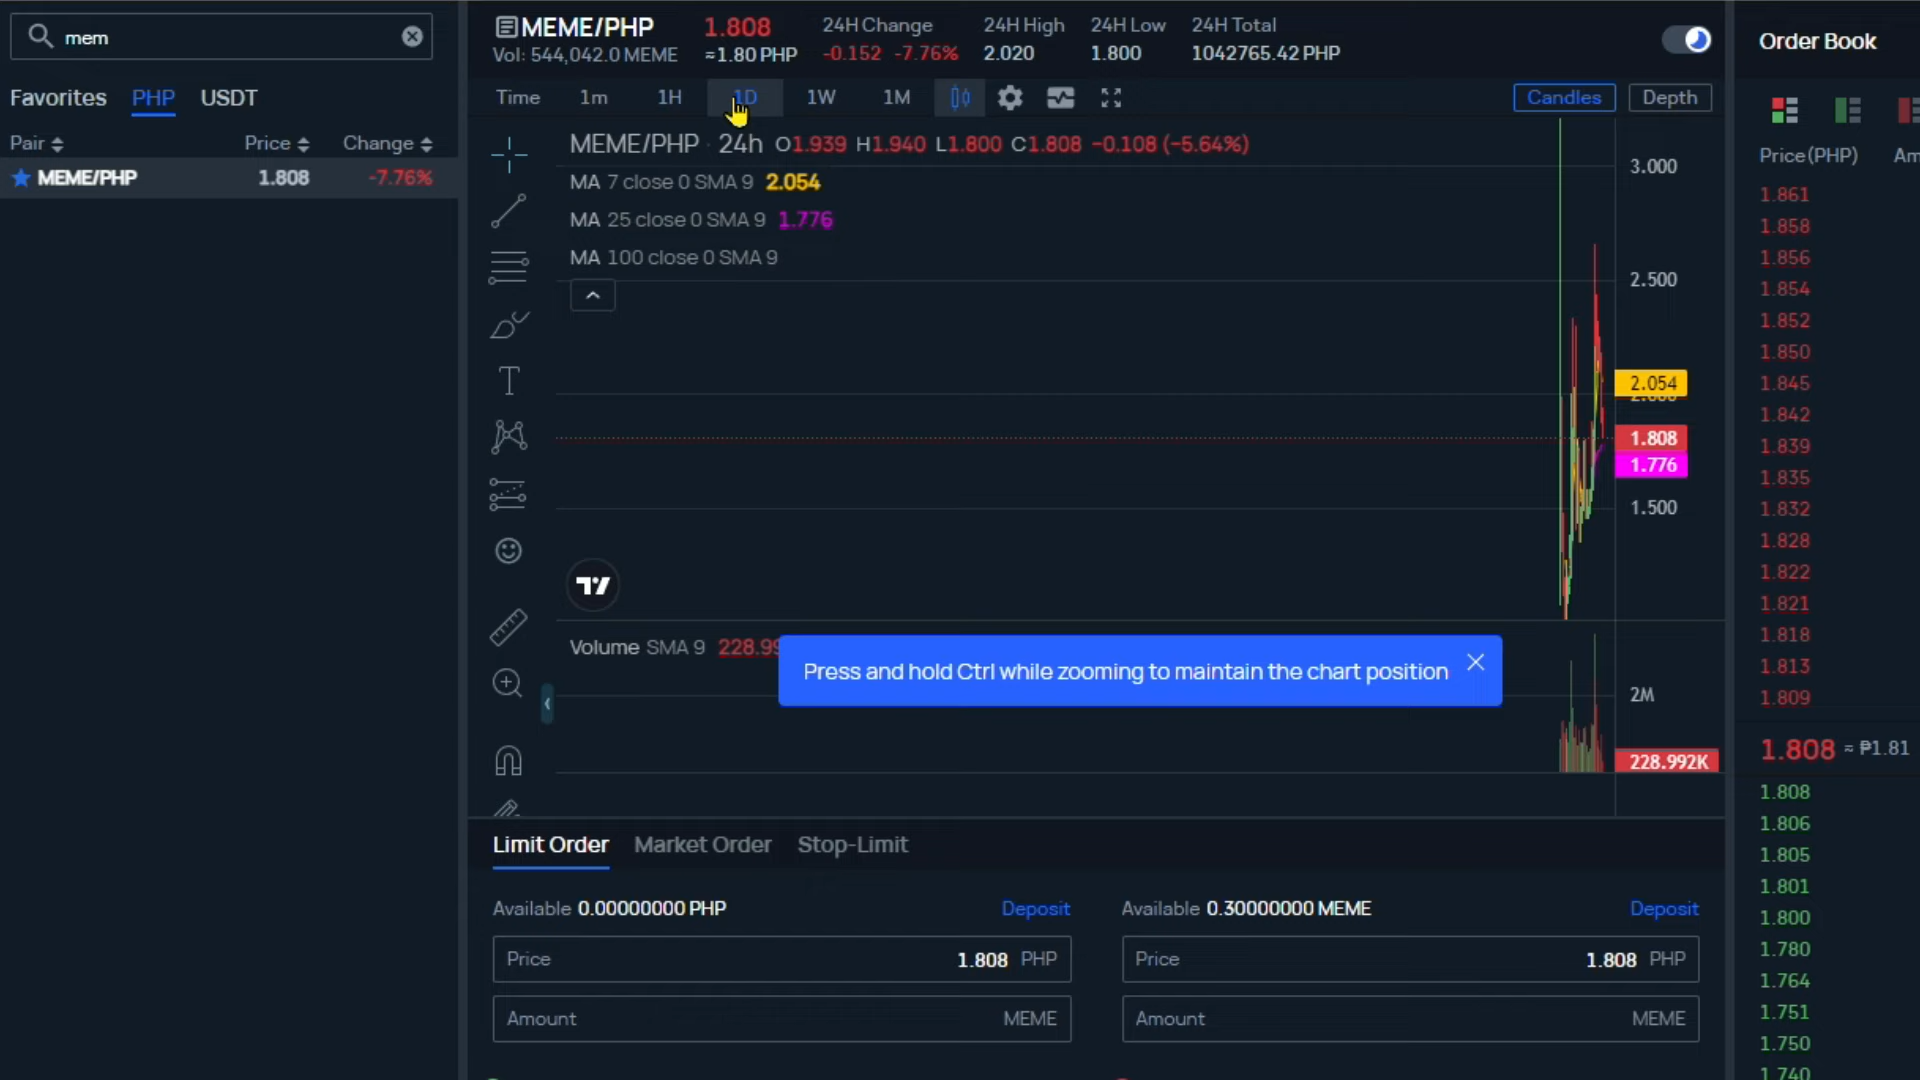 mem
Favorites PHP USDT
Pair Price Change
MEME/PHP 1.808 -7.76%
MEME/PHP 1.808 24H Change 24H High 24H Low 24H Total
Vol: 544,042.0 MEME ≈1.80 PHP -0.152 -7.76% 2.020 1.800 1042765.42 PHP
Time 1m 1H 1D 1W 1M Candles Depth
MEME/PHP · 24h O1.939 H1.940 L1.800 C1.808 −0.108 (−5.64%)
MA 7 close 0 SMA 9 2.054
MA 25 close 0 SMA 9 1.776
MA 100 close 0 SMA 9
3.000
2.500
2.054
1.808
1.776
1.500
Volume SMA 9 228.99
Press and hold Ctrl while zooming to maintain the chart position
2M
228.992K
Limit Order Market Order Stop-Limit
Available 0.00000000 PHP Deposit
Price 1.808 PHP
Amount MEME
Available 0.30000000 MEME Deposit
Price 1.808 PHP
Amount MEME
Order Book
Price(PHP) Am
1.861
1.858
1.856
1.854
1.852
1.850
1.845
1.842
1.839
1.835
1.832
1.828
1.822
1.821
1.818
1.813
1.809
1.808 ≈ ₱1.81
1.808
1.806
1.805
1.801
1.800
1.780
1.764
1.751
1.750
1.740